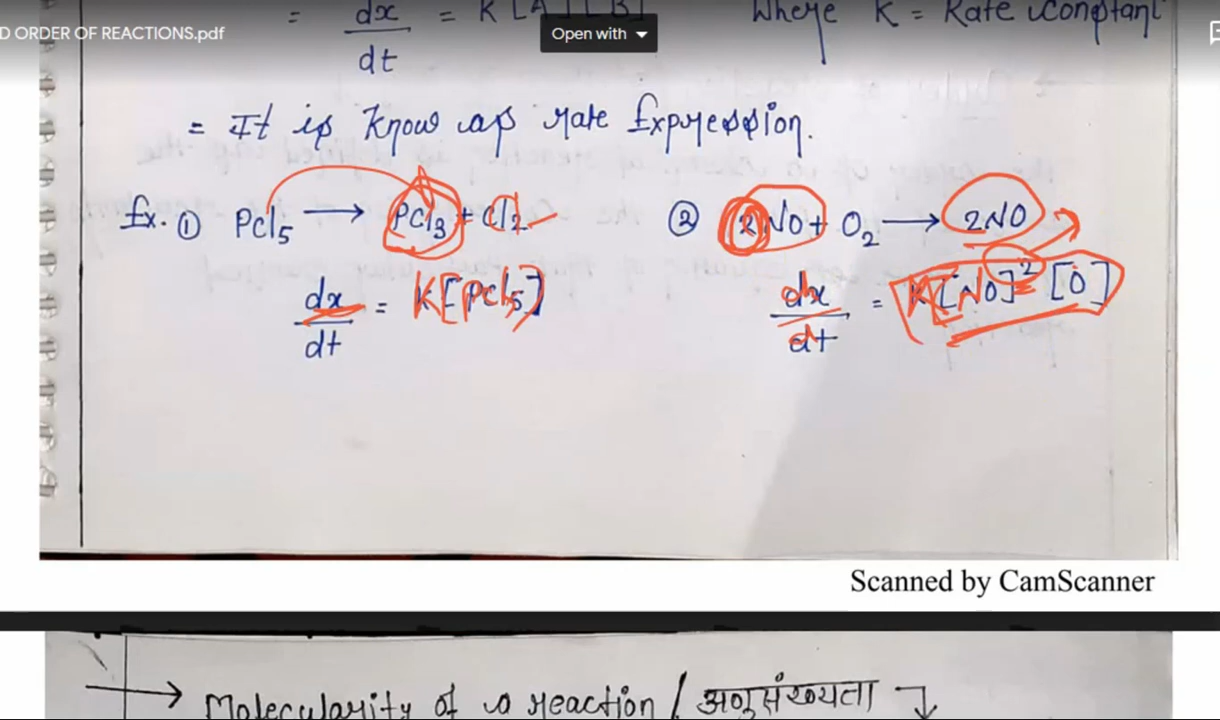 = dx/dt = K [A] [B] Where K = Rate Constant
D ORDER OF REACTIONS.pdf
Open with
= It is Know as rate Expression.
Ex. ① PCl5 → PCl3 + Cl2
dx/dt = K[PCl5]
② 2NO + O2 → 2NO
dx/dt = K[NO]² [O]
Scanned by CamScanner
→ Molecularity of a reaction / अणुसंख्यता